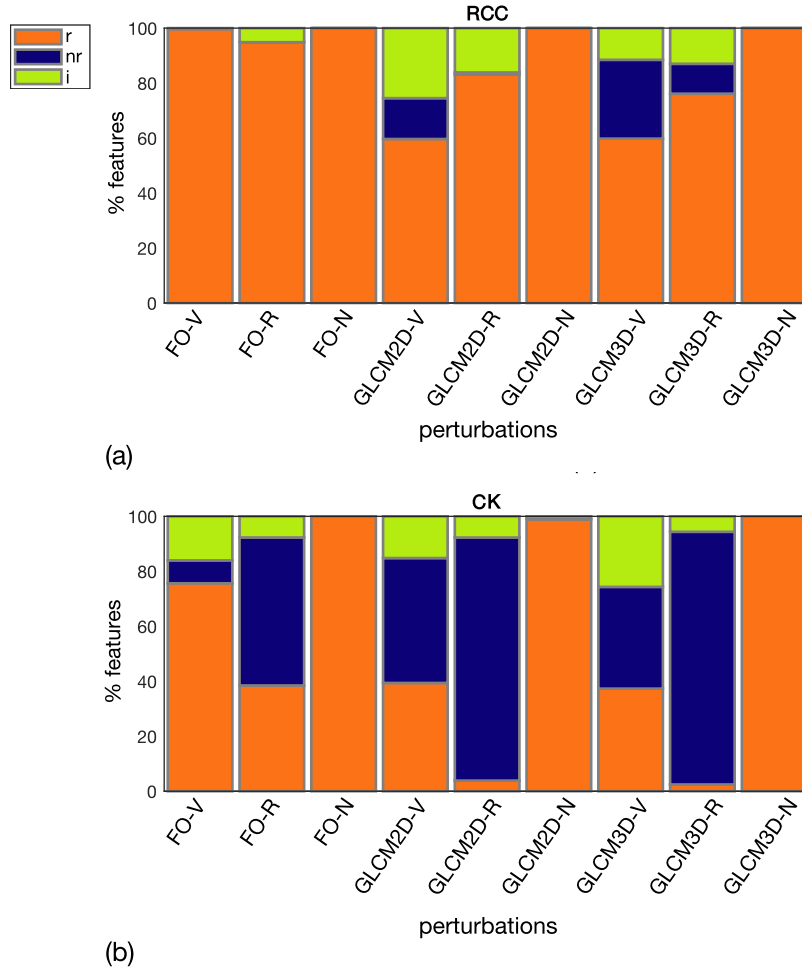 RCC
r
nr
i
100
80
60
40
20
0
% features
FO-V
FO-R
FO-N
GLCM2D-V
GLCM2D-R
GLCM2D-N
GLCM3D-V
GLCM3D-R
GLCM3D-N
perturbations
(a)
CK
100
80
60
40
20
0
% features
FO-V
FO-R
FO-N
GLCM2D-V
GLCM2D-R
GLCM2D-N
GLCM3D-V
GLCM3D-R
GLCM3D-N
perturbations
(b)